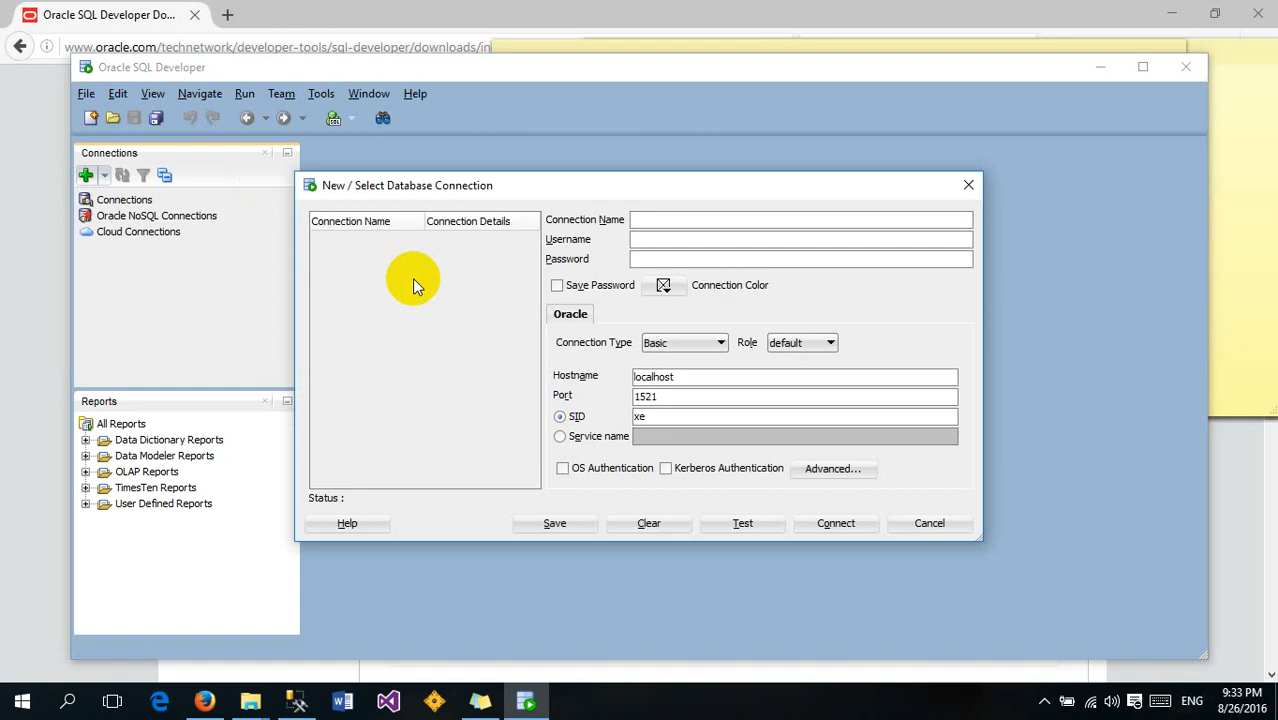 Oracle SQL Developer Do...
www.oracle.com/technetwork/developer-tools/sql-developer/downloads/in
Oracle SQL Developer
File Edit View Navigate Run Team Tools Window Help
Connections
Connections
Oracle NoSQL Connections
Cloud Connections
Reports
All Reports
Data Dictionary Reports
Data Modeler Reports
OLAP Reports
TimesTen Reports
User Defined Reports
New / Select Database Connection
Connection Name Connection Details
Connection Name
Username
Password
Save Password Connection Color
Oracle
Connection Type Basic Role default
Hostname localhost
Port 1521
SID xe
Service name
OS Authentication Kerberos Authentication Advanced...
Status :
Help Save Clear Test Connect Cancel
ENG
9:33 PM
8/26/2016